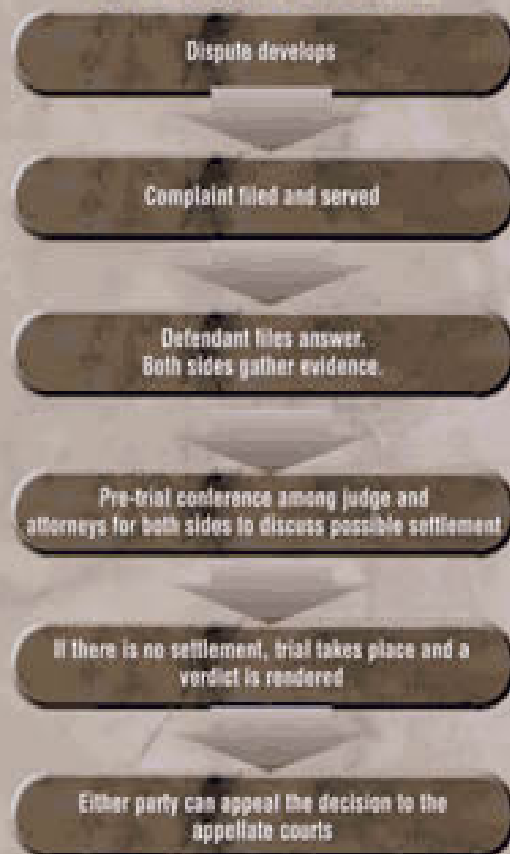 Dispute develops
Complaint filed and served
Defendant files answer.
Both sides gather evidence.
Pre-trial conference among judge and
attorneys for both sides to discuss possible settlement
If there is no settlement, trial takes place and a
verdict is rendered
Either party can appeal the decision to the
appellate courts